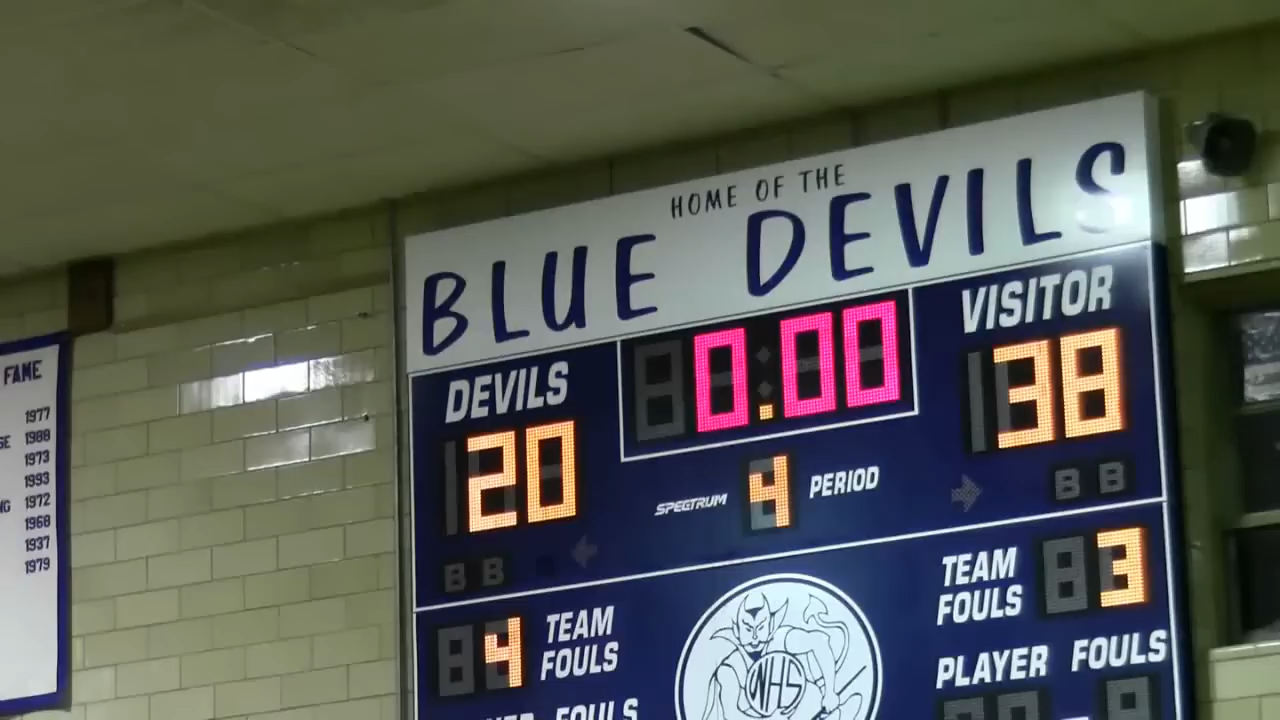 HOME OF THE
BLUE DEVILS
DEVILS
20
0.00
VISITOR
38
SPECTRUM
4
PERIOD
B B
B B
4
TEAM
FOULS
TEAM
FOULS
3
WHS
PLAYER FOULS
FOULS
FAME
1977
1988
1973
1993
1972
1968
1937
1979